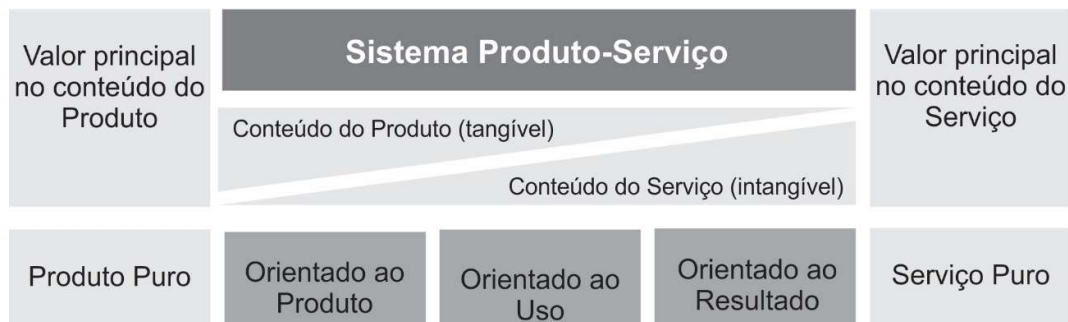 Valor principal
no conteúdo do
Produto
Sistema Produto-Serviço
Conteúdo do Produto (tangível)
Conteúdo do Serviço (intangível)
Valor principal
no conteúdo do
Serviço
Produto Puro
Orientado ao
Produto
Orientado ao
Uso
Orientado ao
Resultado
Serviço Puro